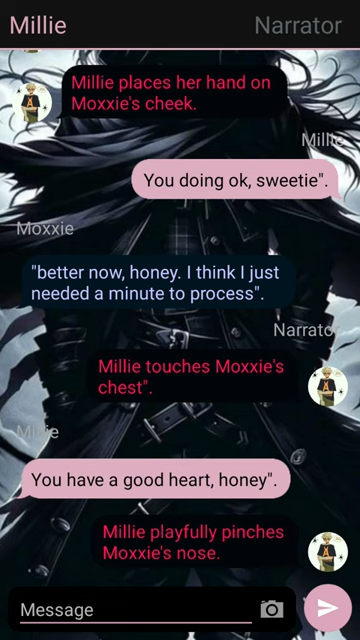 Millie
Narrator
Millie places her hand on
Moxxie's cheek.
Millie
You doing ok, sweetie".
Moxxie
"better now, honey. I think I just
needed a minute to process".
Narrator
Millie touches Moxxie's
chest".
Millie
You have a good heart, honey".
Millie playfully pinches
Moxxie's nose.
Message